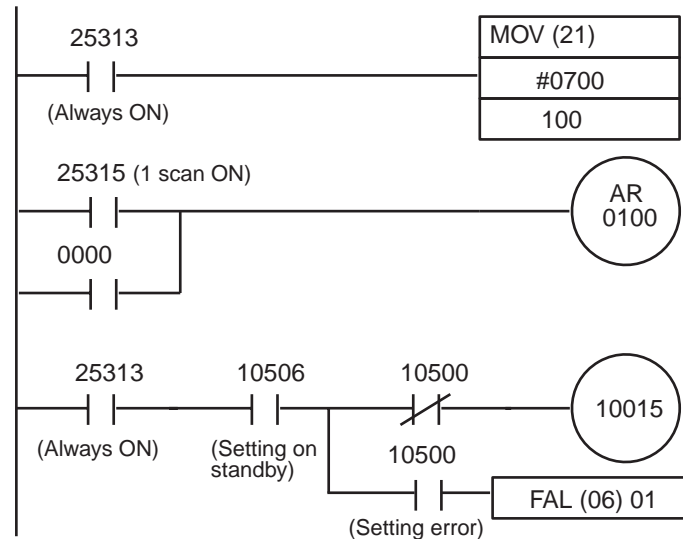 25313
MOV (21)
#0700
100
(Always ON)
25315 (1 scan ON)
AR
0100
0000
25313
10506
10500
10015
(Always ON)
(Setting on
standby)
10500
FAL (06) 01
(Setting error)